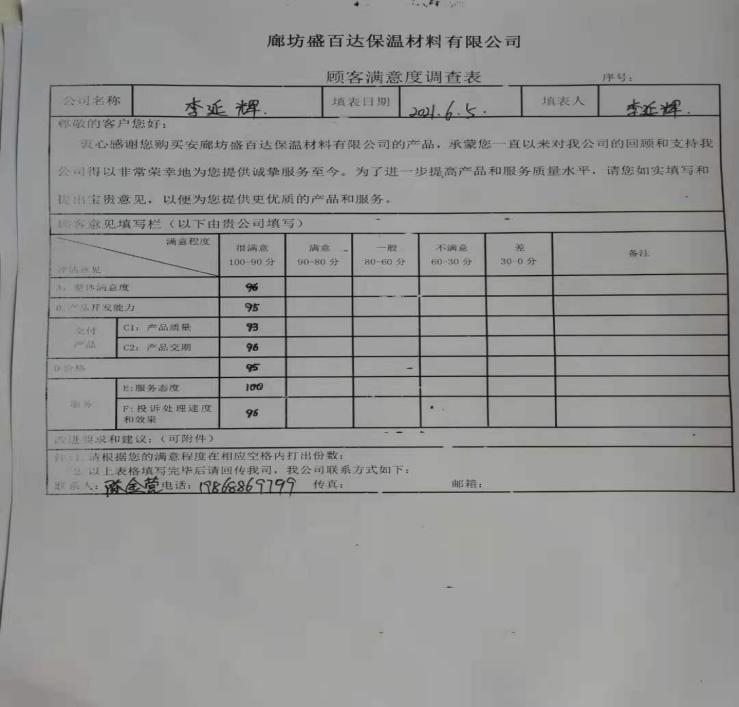 廊坊盛百达保温材料有限公司
顾客满意度调查表 序号:
公司名称 李延辉. 填表日期 2021.6.5. 填表人 李延辉.
尊敬的客户您好:
衷心感谢您购买安廊坊盛百达保温材料有限公司的产品，承蒙您一直以来对我公司的回顾和支持我
公司得以非常荣幸地为您提供诚挚服务至今。为了进一步提高产品和服务质量水平，请您如实填写和
提出宝贵意见，以便为您提供更优质的产品和服务。
顾客意见填写栏（以下由贵公司填写）
满意程度 很满意 满意 一般 不满意 差 备注
100-90分 90-80分 80-60分 60-30分 30-0分
评估意见
A: 整体满意度 96
B:产品开发能力 95
交付产品 C1: 产品质量 93
C2: 产品交期 96
D价格 95
服务 E:服务态度 100
F:投诉处理速度和效果 96
改进要求和建议:（可附件）
注:1.请根据您的满意程度在相应空格内打出份数;
2.以上表格填写完毕后请回传我司，我公司联系方式如下:
联系人: 陈金营 电话: 19868869799 传真: 邮箱: